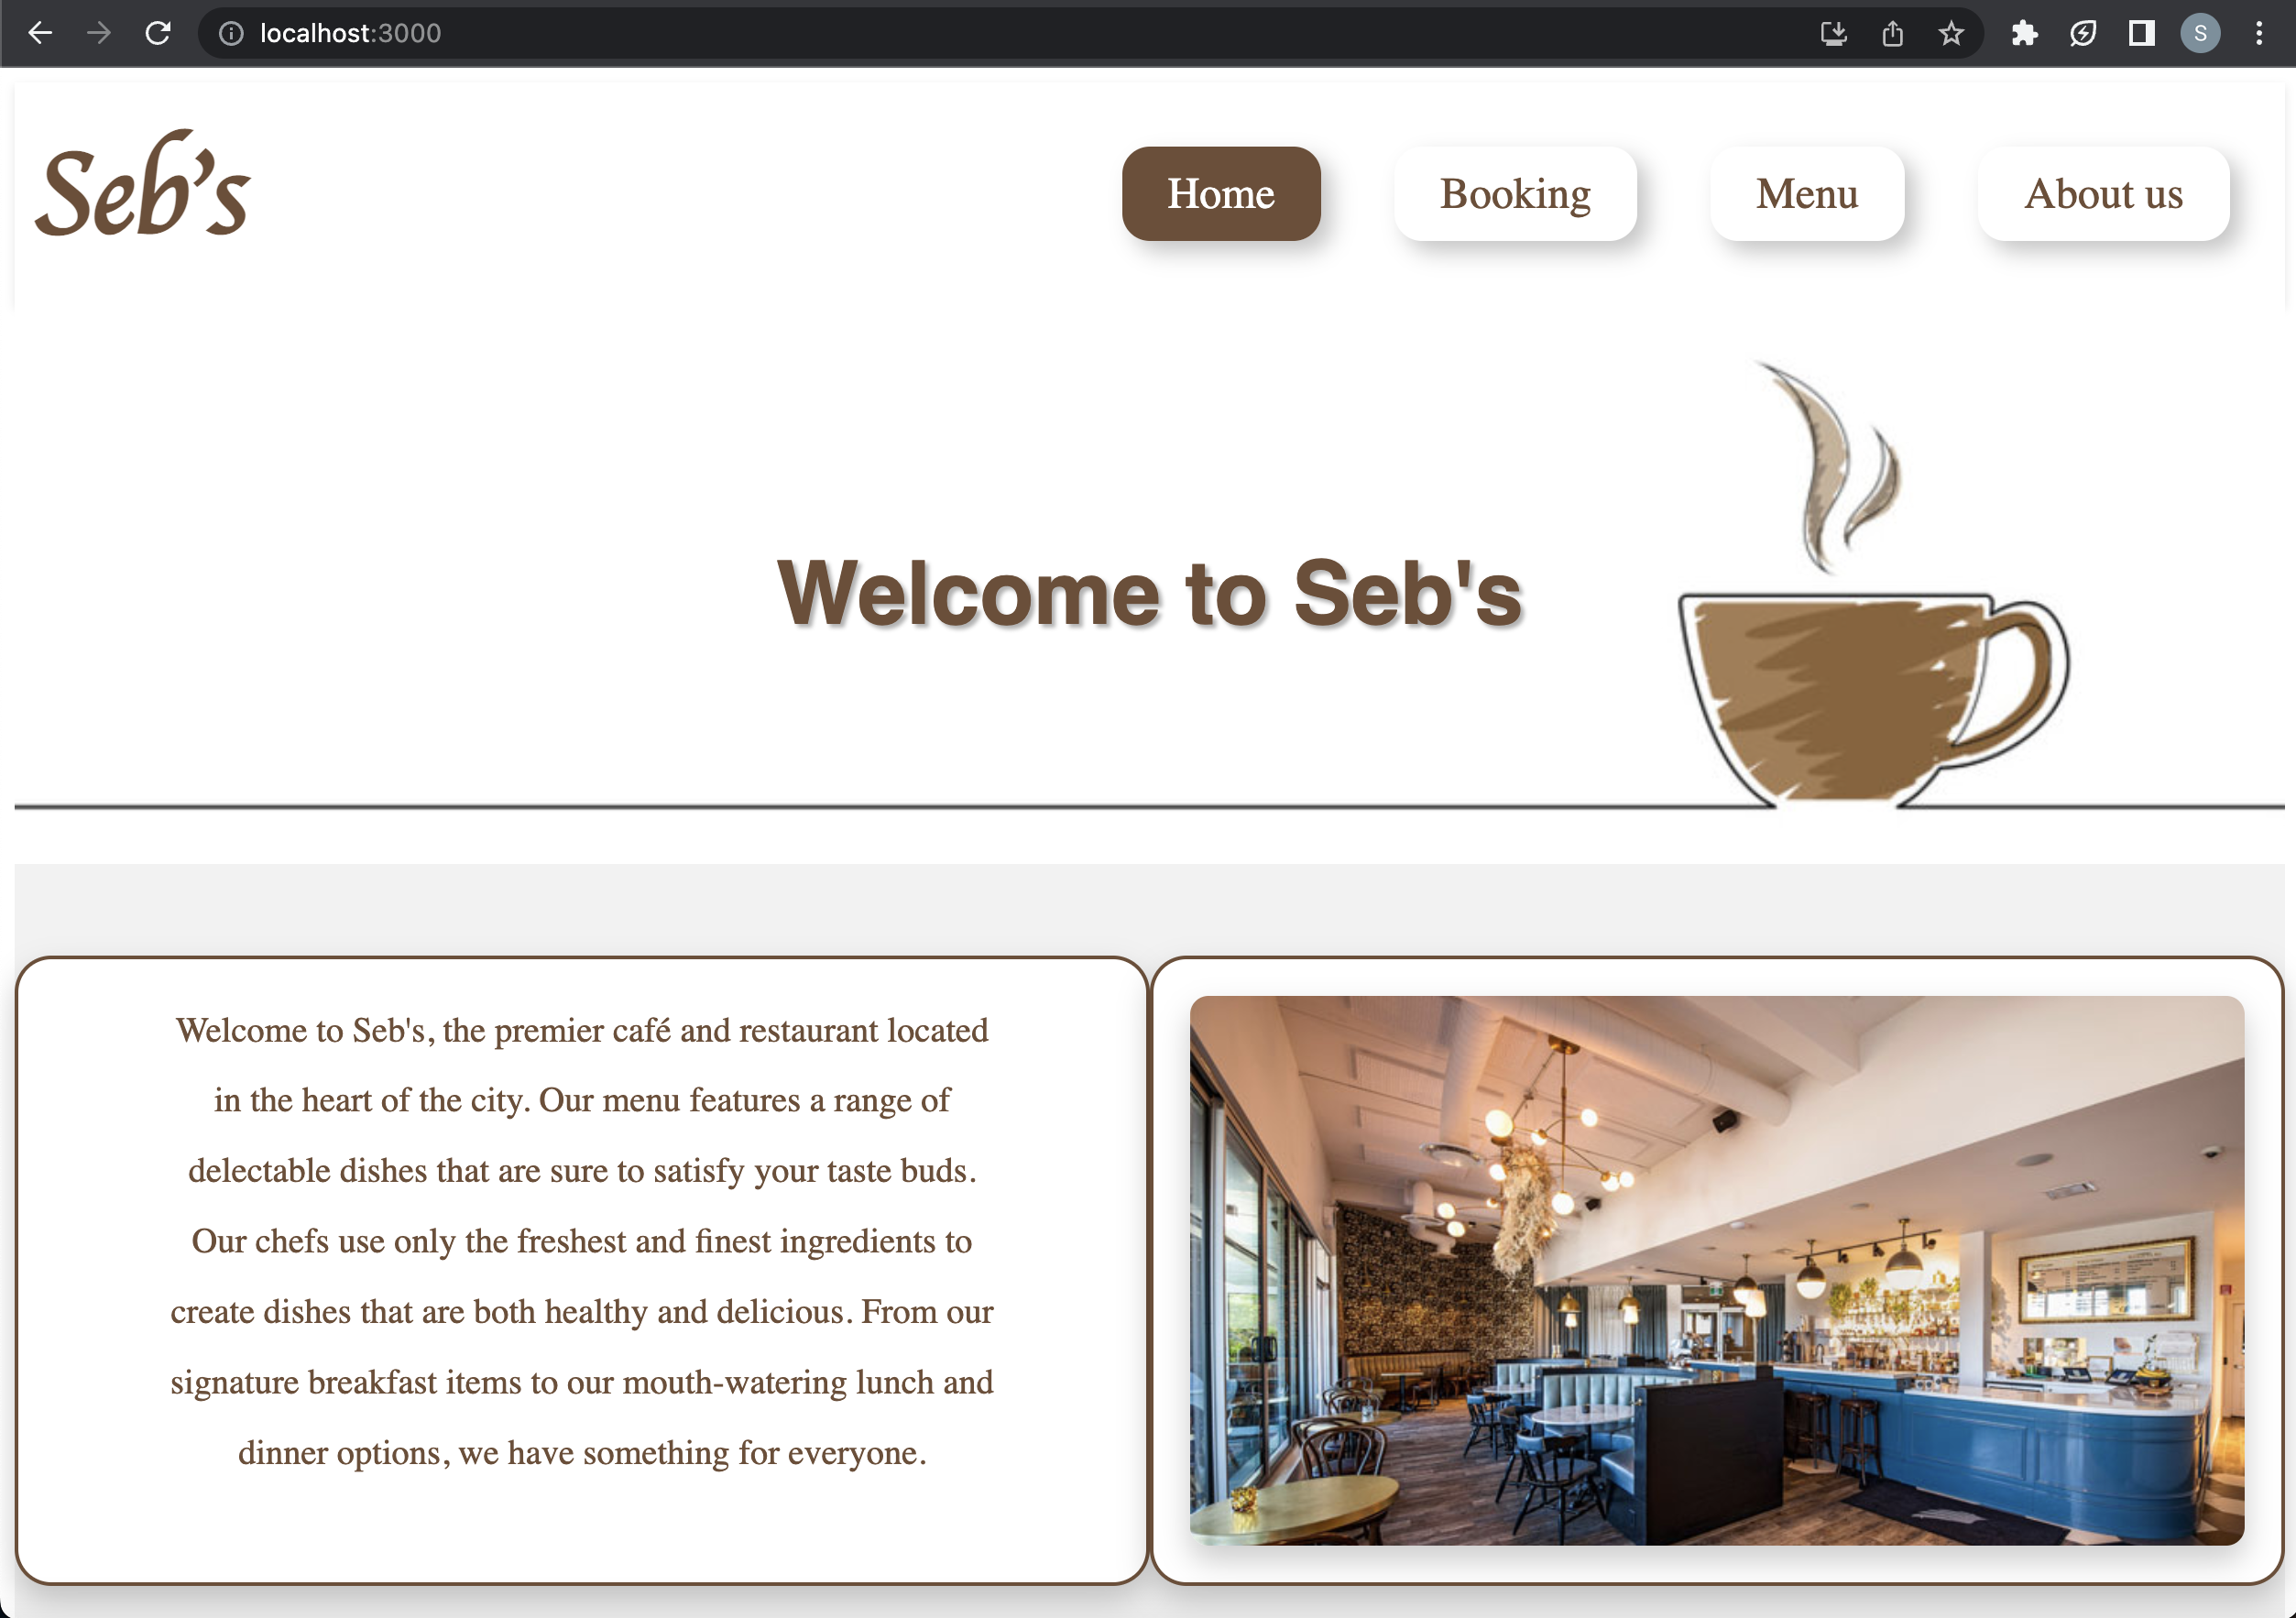 localhost:3000
S
Seb's
Home
Booking
Menu
About us
Welcome to Seb's
Welcome to Seb's, the premier café and restaurant located
in the heart of the city. Our menu features a range of
delectable dishes that are sure to satisfy your taste buds.
Our chefs use only the freshest and finest ingredients to
create dishes that are both healthy and delicious. From our
signature breakfast items to our mouth-watering lunch and
dinner options, we have something for everyone.